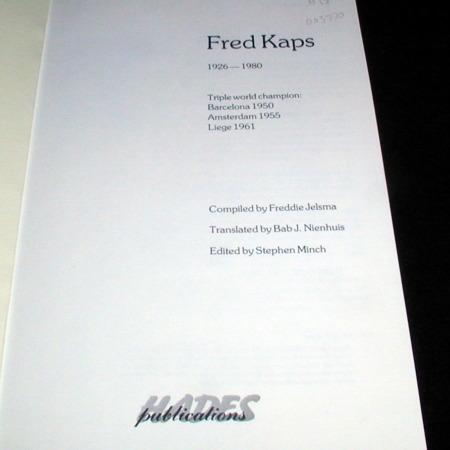 Fred Kaps
1926 — 1980
Triple world champion:
Barcelona 1950
Amsterdam 1955
Liege 1961
Compiled by Freddie Jelsma
Translated by Bab J. Nienhuis
Edited by Stephen Minch
HADES
publications